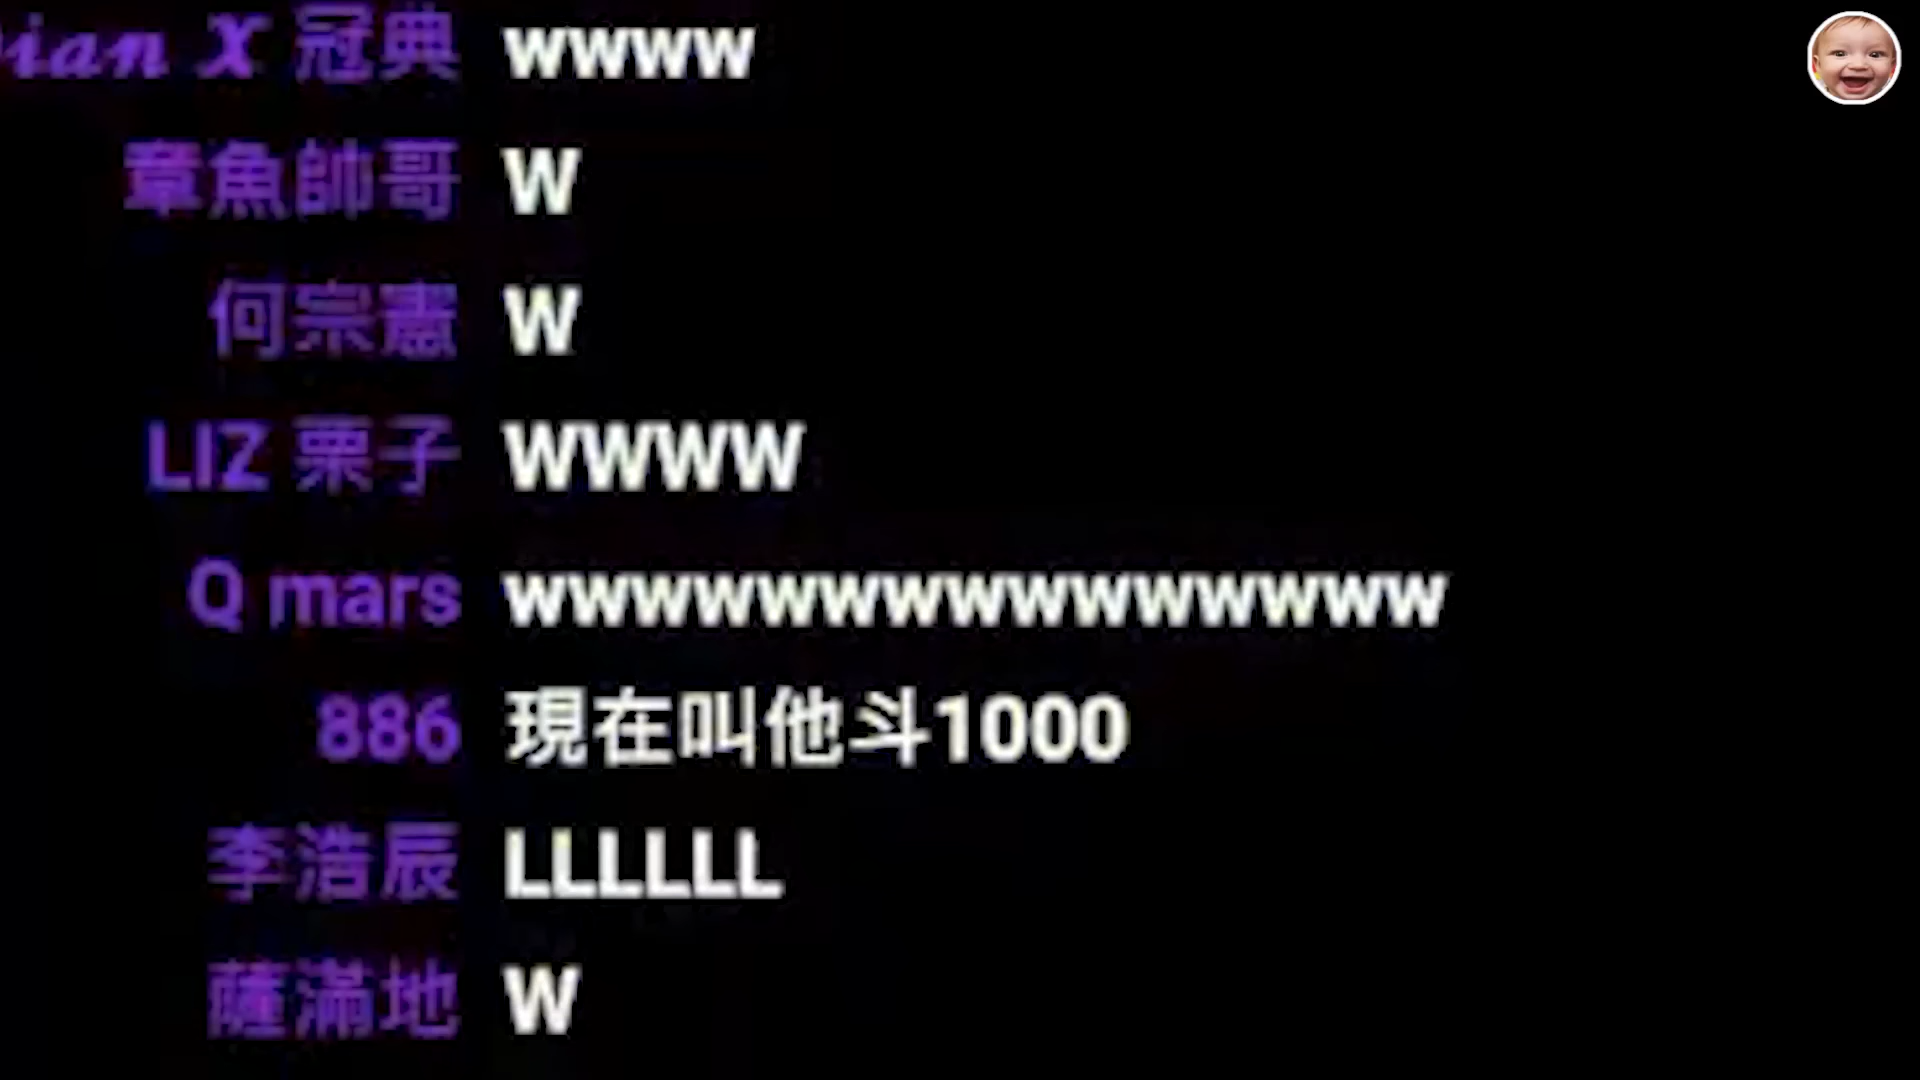 ian X 冠典 wwww
章魚帥哥 W
何宗憲 W
LIZ 栗子 WWWW
Q mars wwwwwwwwwwwwwww
886 現在叫他斗1000
李浩辰 LLLLLL
薩滿地 W